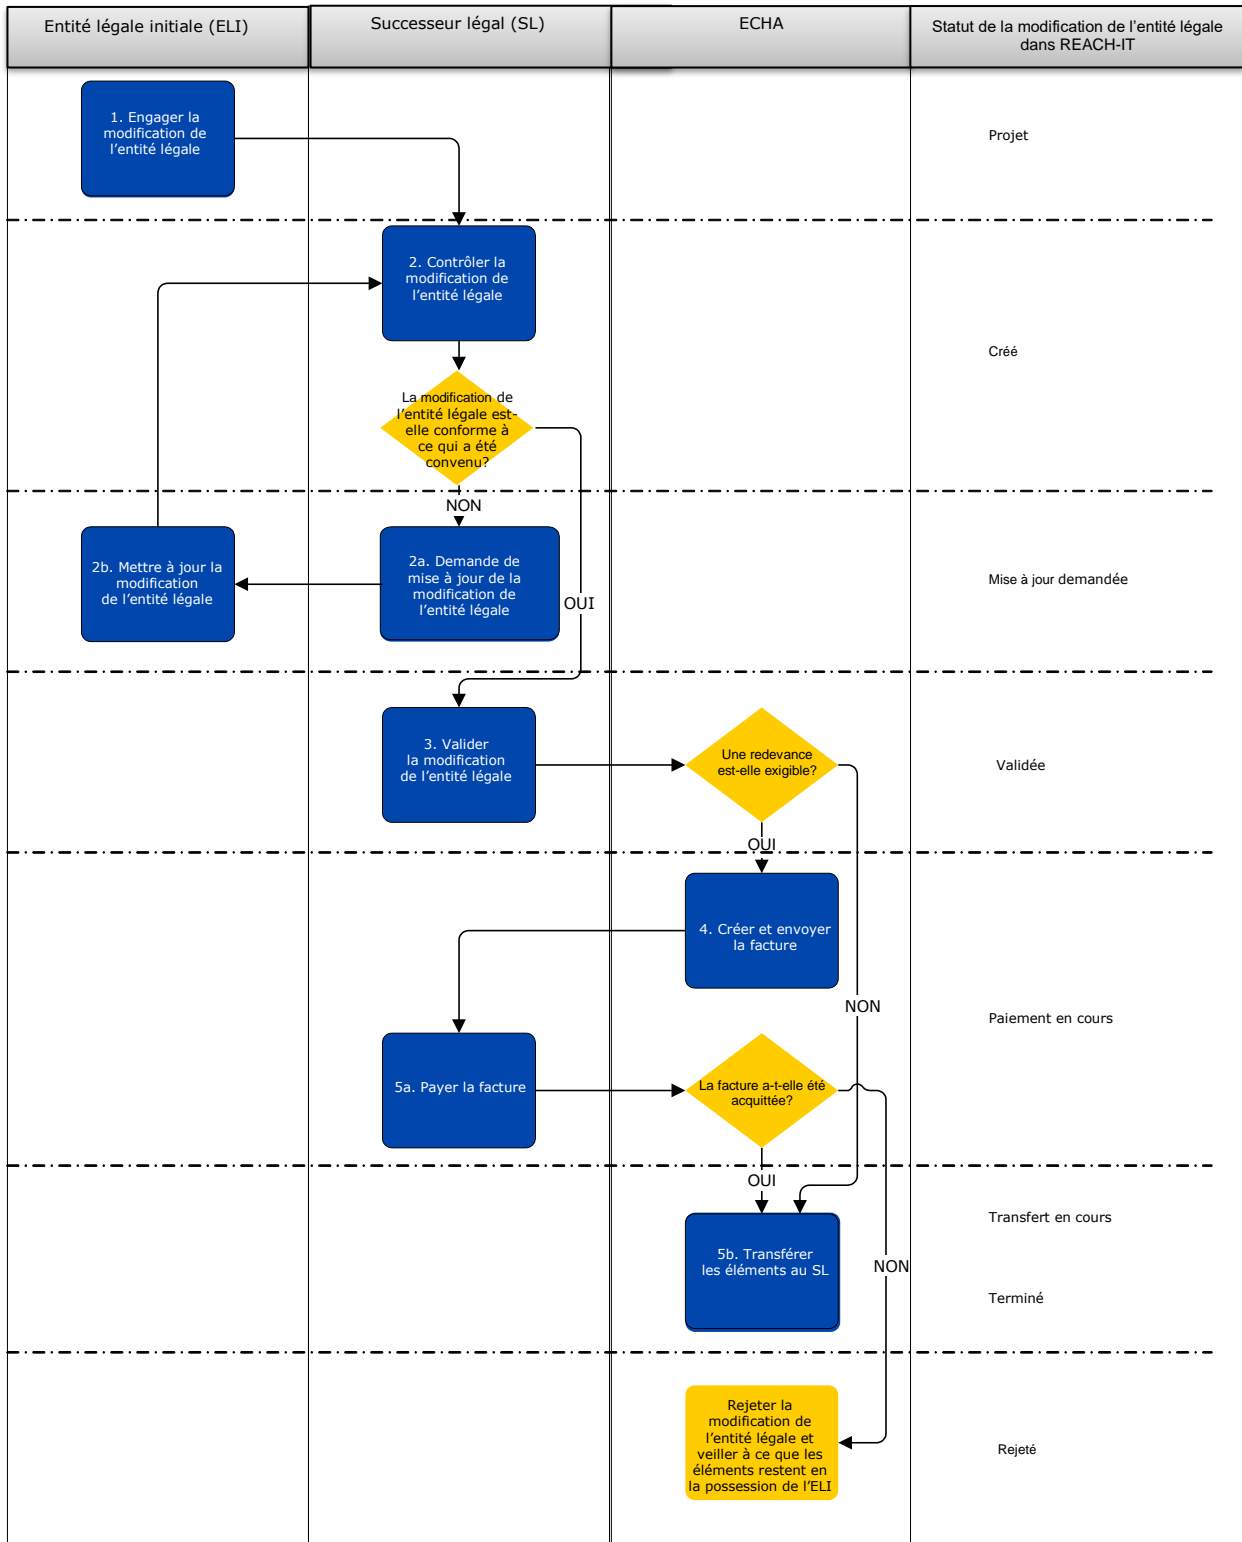 Entité légale initiale (ELI)
Successeur légal (SL)
ECHA
Statut de la modification de l'entité légale
dans REACH-IT
1. Engager la
modification de
l'entité légale
Projet
2. Contrôler la
modification de
l'entité légale
La modification de
l'entité légale est-
elle conforme à
ce qui a été
convenu?
Créé
NON
2b. Mettre à jour la
modification
de l'entité légale
2a. Demande de
mise à jour de la
modification de
l'entité légale
OUI
Mise à jour demandée
3. Valider
la modification
de l'entité légale
Une redevance
est-elle exigible?
Validée
OUI
4. Créer et envoyer
la facture
NON
Paiement en cours
5a. Payer la facture
La facture a-t-elle été
acquittée?
OUI
Transfert en cours
5b. Transférer
les éléments au SL
NON
Terminé
Rejeter la
modification de
l'entité légale et
veiller à ce que les
éléments restent en
la possession de l'ELI
Rejeté